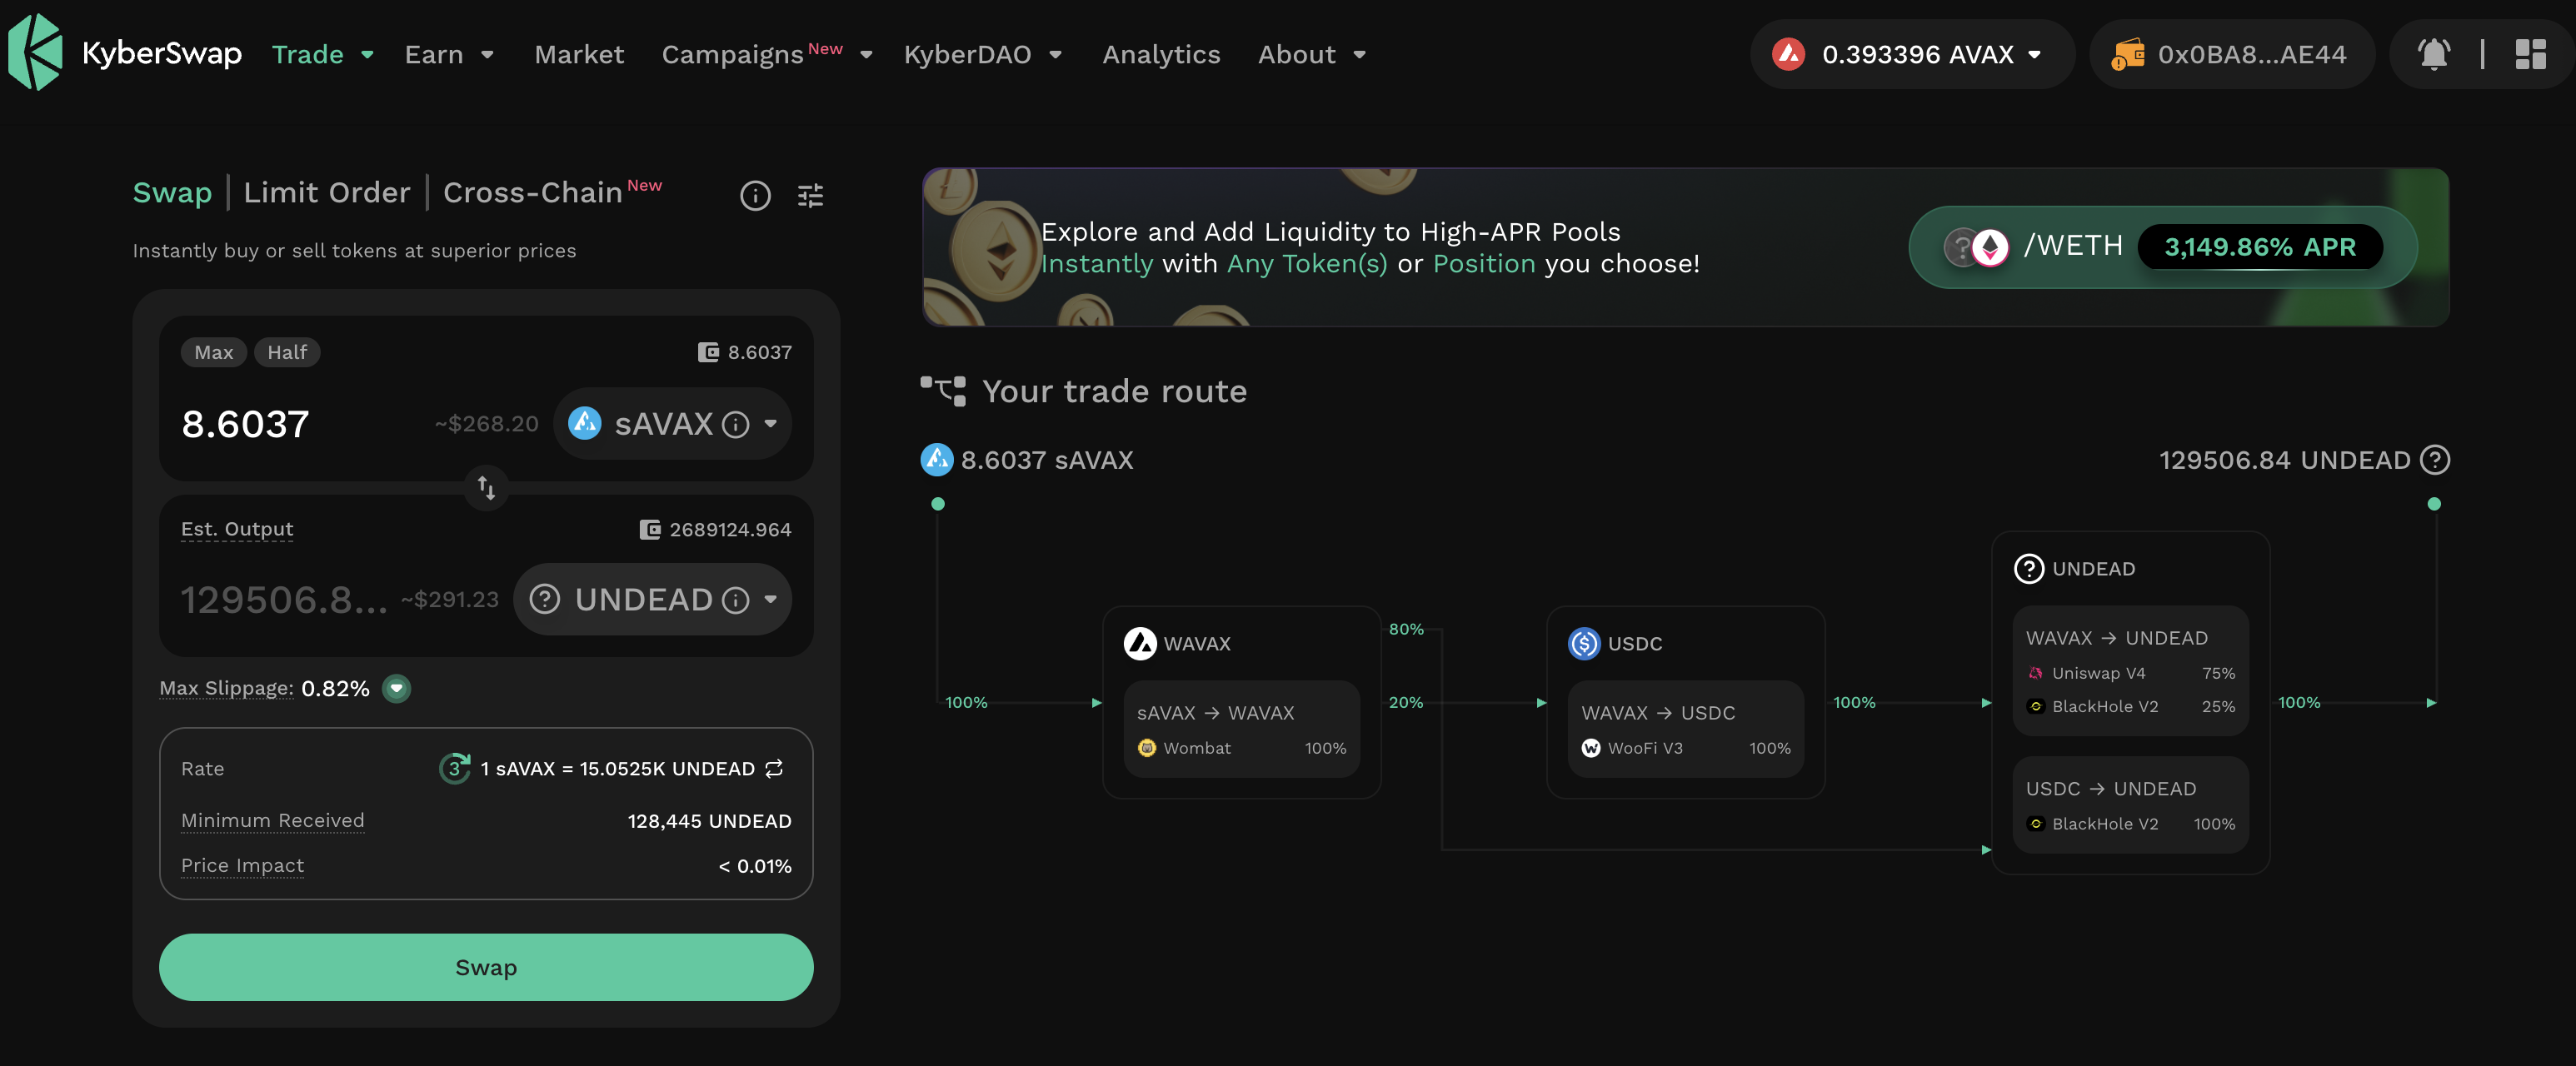 KyberSwap Trade Earn Market Campaigns New KyberDAO Analytics About 0.393396 AVAX 0x0BA8...AE44
Swap | Limit Order | Cross-Chain New
Instantly buy or sell tokens at superior prices
Max Half 8.6037
8.6037 ~$268.20 sAVAX
Est. Output 2689124.964
129506.8... ~$291.23 UNDEAD
Max Slippage: 0.82%
Rate 3 1 sAVAX = 15.0525K UNDEAD
Minimum Received 128,445 UNDEAD
Price Impact < 0.01%
Swap
Explore and Add Liquidity to High-APR Pools
Instantly with Any Token(s) or Position you choose!
/WETH 3,149.86% APR
Your trade route
8.6037 sAVAX 129506.84 UNDEAD
100%
WAVAX
sAVAX → WAVAX
Wombat 100%
80%
20%
USDC
WAVAX → USDC
WooFi V3 100%
100%
UNDEAD
WAVAX → UNDEAD
Uniswap V4 75%
BlackHole V2 25%
USDC → UNDEAD
BlackHole V2 100%
100%